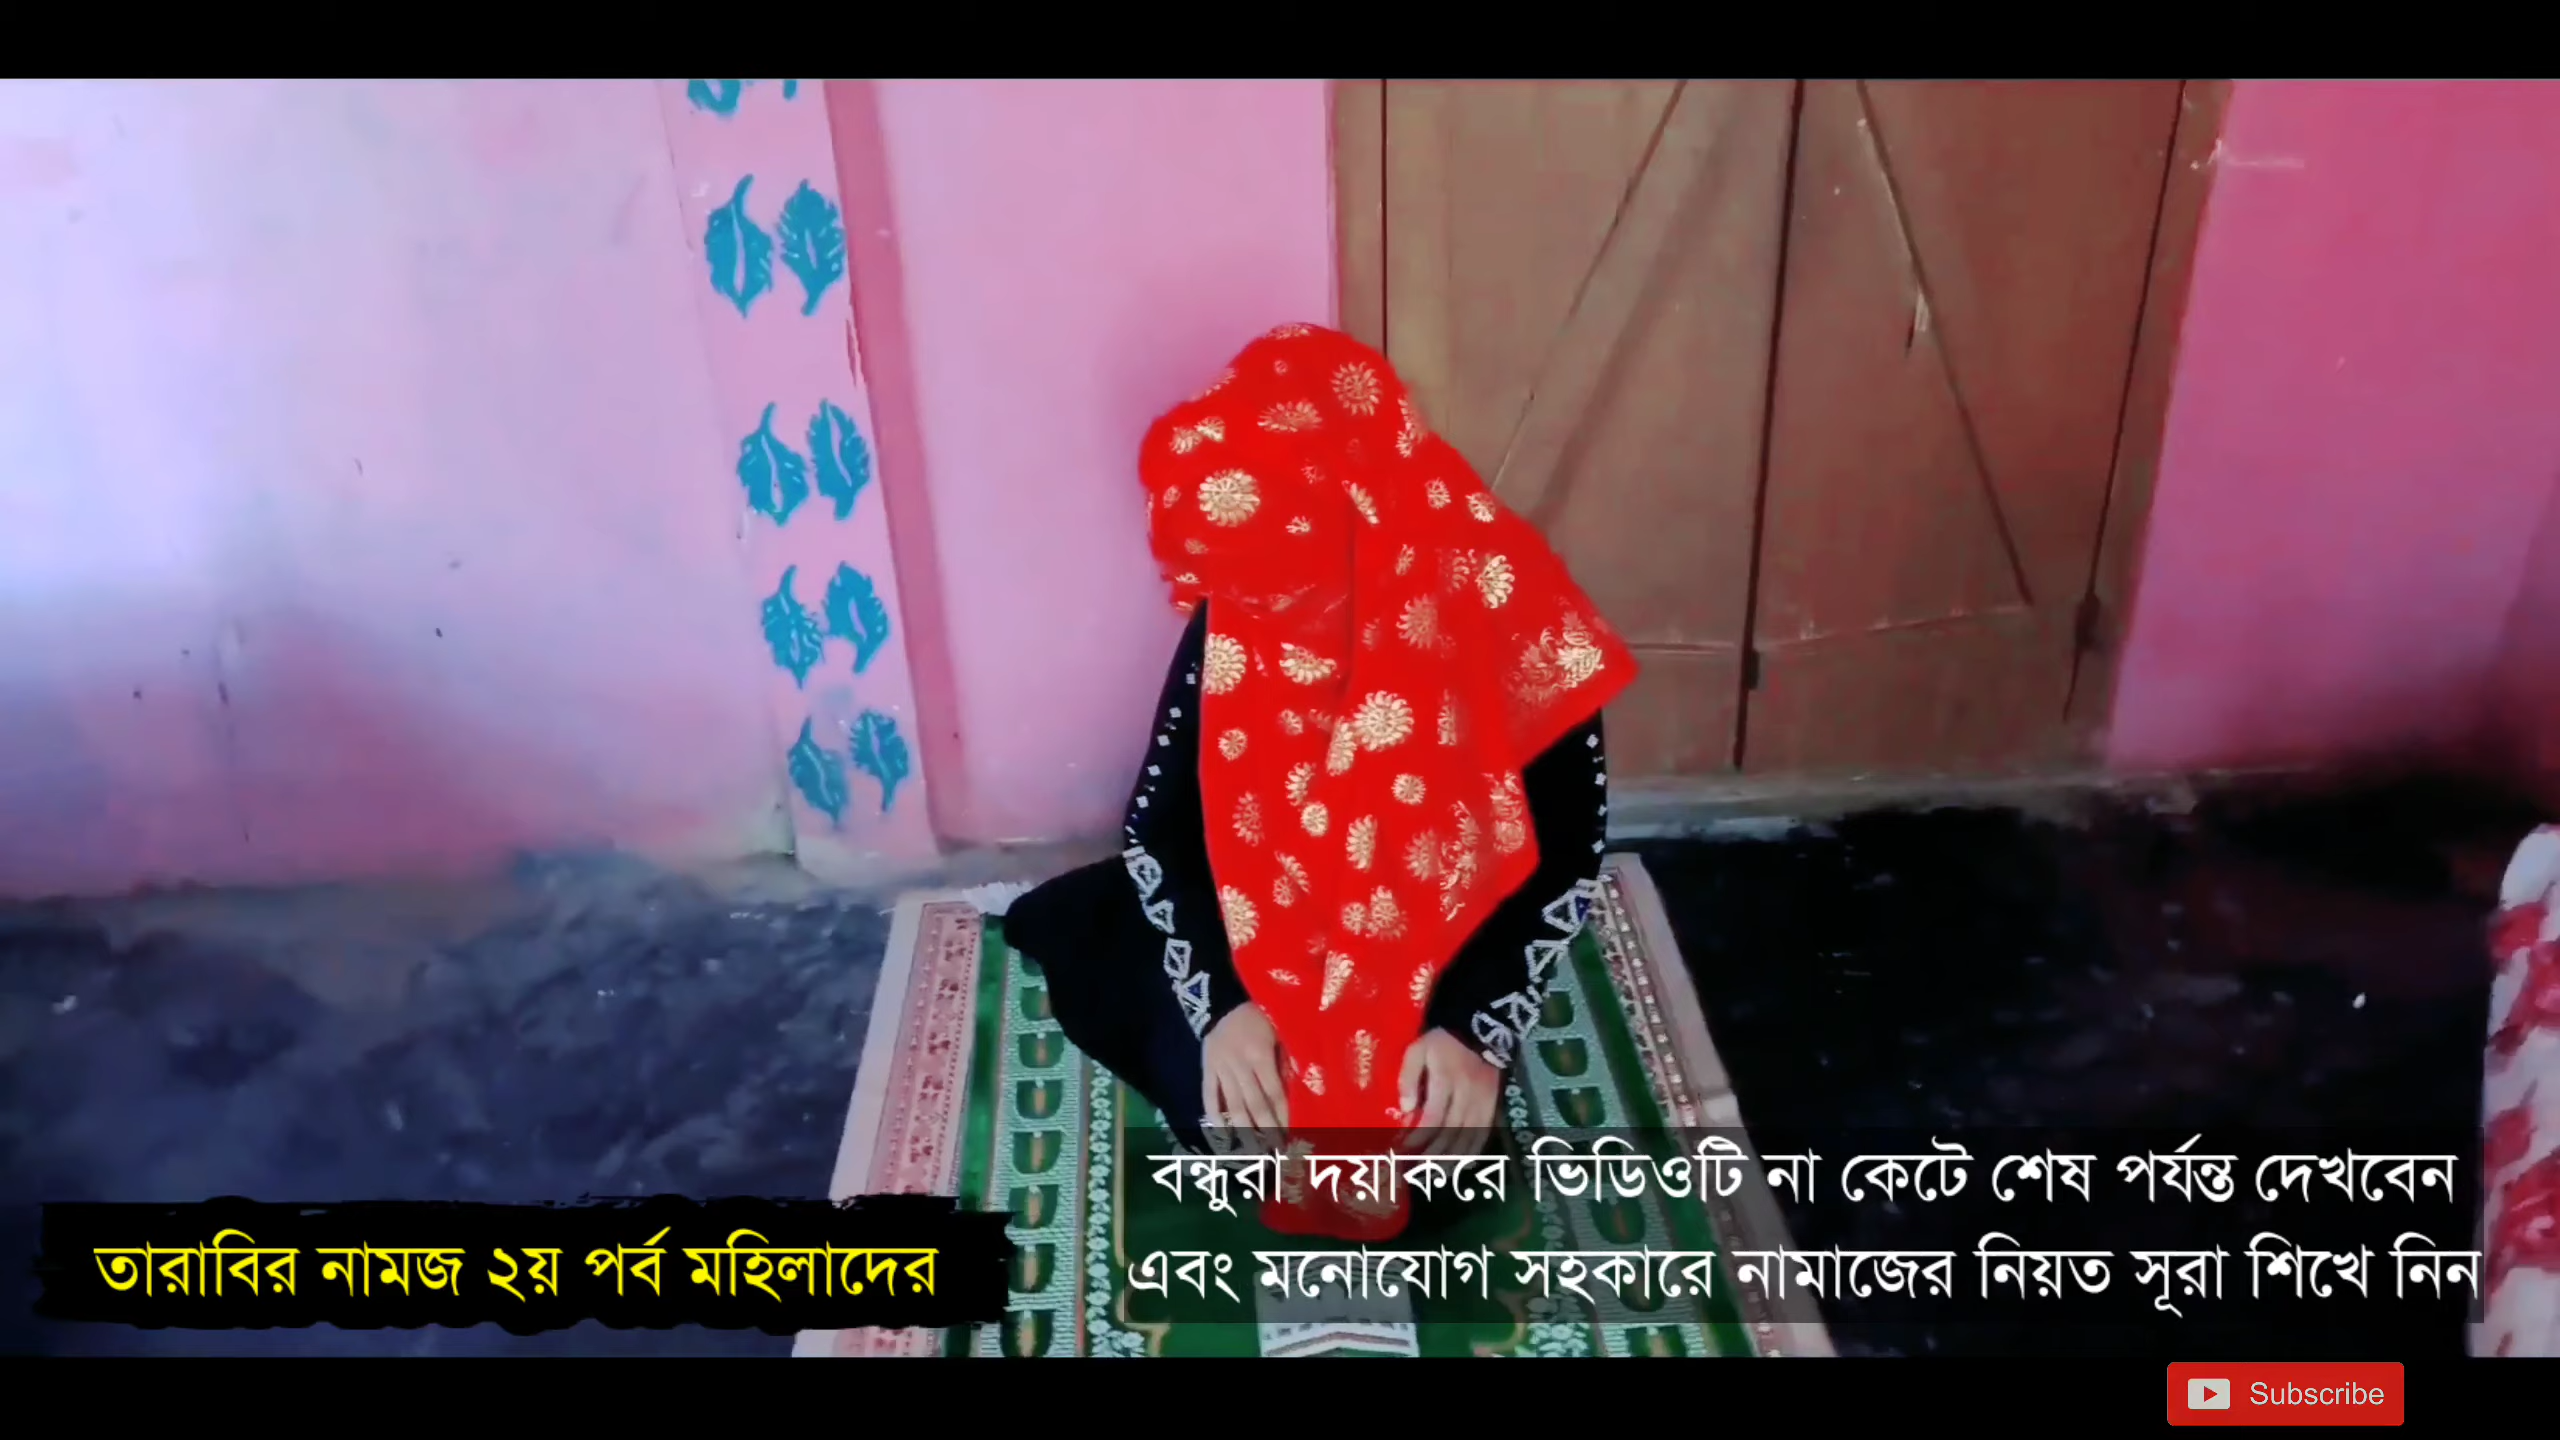 বন্ধুরা দয়াকরে ভিডিওটি না কেটে শেষ পর্যন্ত দেখবেন
এবং মনোযোগ সহকারে নামাজের নিয়ত সূরা শিখে নিন
তারাবির নামজ ২য় পর্ব মহিলাদের
Subscribe